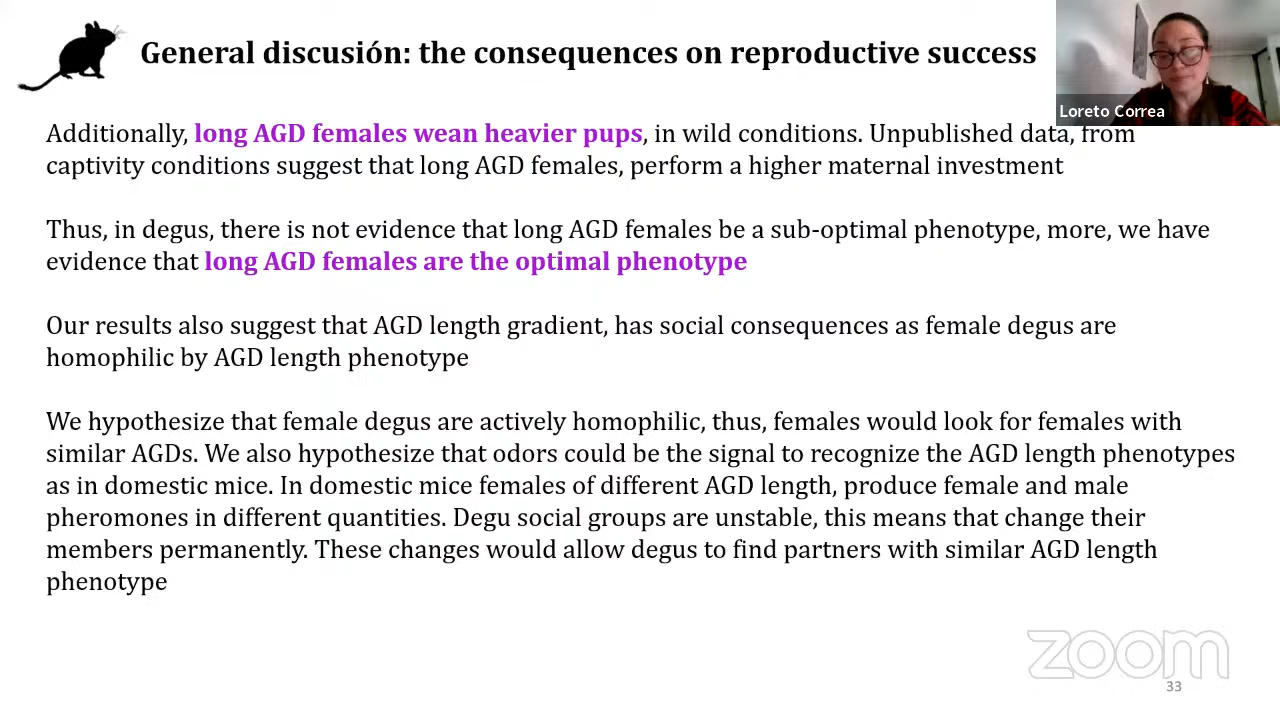 General discusión: the consequences on reproductive success
Loreto Correa
Additionally, long AGD females wean heavier pups, in wild conditions. Unpublished data, from
captivity conditions suggest that long AGD females, perform a higher maternal investment
Thus, in degus, there is not evidence that long AGD females be a sub-optimal phenotype, more, we have
evidence that long AGD females are the optimal phenotype
Our results also suggest that AGD length gradient, has social consequences as female degus are
homophilic by AGD length phenotype
We hypothesize that female degus are actively homophilic, thus, females would look for females with
similar AGDs. We also hypothesize that odors could be the signal to recognize the AGD length phenotypes
as in domestic mice. In domestic mice females of different AGD length, produce female and male
pheromones in different quantities. Degu social groups are unstable, this means that change their
members permanently. These changes would allow degus to find partners with similar AGD length
phenotype
zoom
33